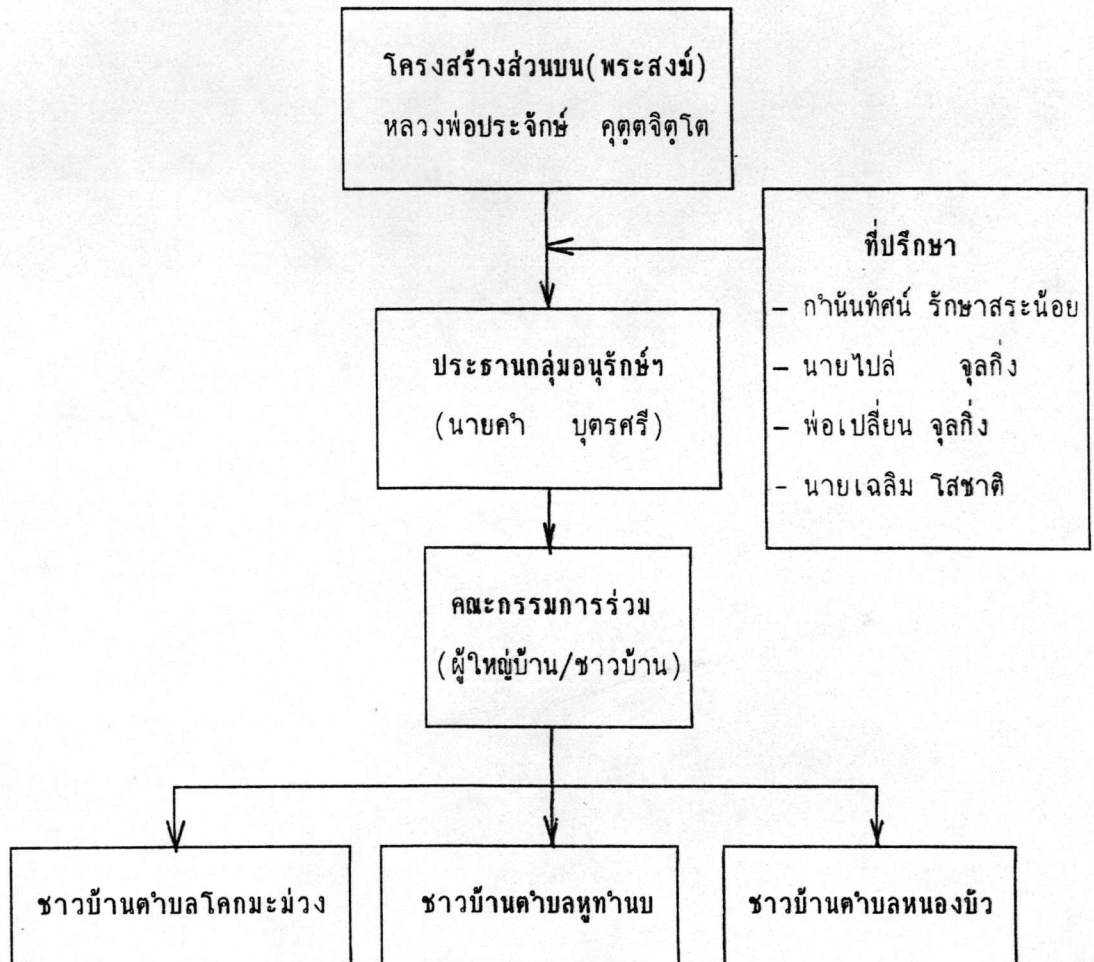 โครงสร้างส่วนบน(พระสงฆ์)
หลวงพ่อประจักษ์ คุตฺตจิตฺโต
ที่ปรึกษา
– กำนันทัศน์ รักษาสระน้อย
– นายไปล่ จุลกิ่ง
– พ่อเปลี่ยน จุลกิ่ง
- นายเฉลิม โสชาติ
ประธานกลุ่มอนุรักษ์ฯ
(นายคำ บุตรศรี)
คณะกรรมการร่วม
(ผู้ใหญ่บ้าน/ชาวบ้าน)
ชาวบ้านตำบลโคกมะม่วง
ชาวบ้านตำบลหูทำนบ
ชาวบ้านตำบลหนองบัว